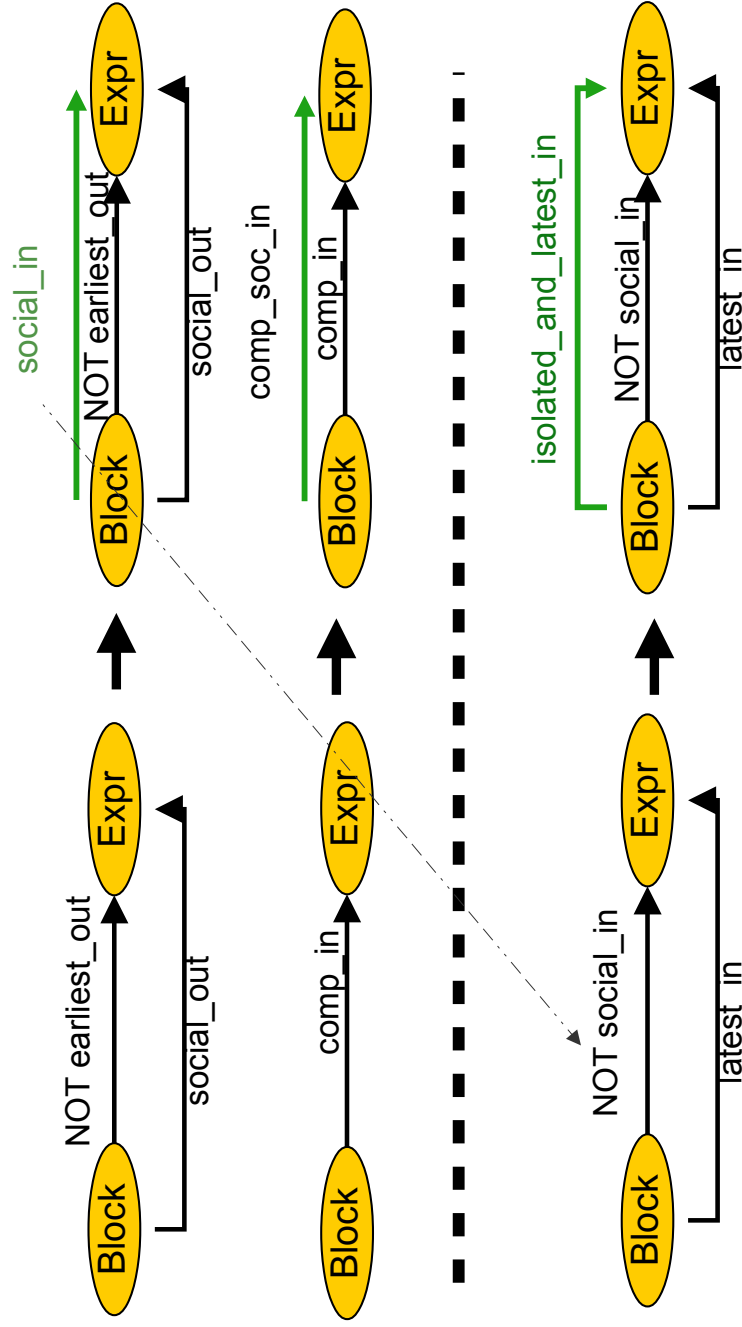 social_in
NOT earliest_out
NOT earliest_out
Block
Expr
Block
Expr
social_out
social_out
comp_soc_in
comp_in
comp_in
Block
Expr
Block
Expr
isolated_and_latest_in
NOT social_in
NOT social_in
Block
Expr
Block
Expr
latest_in
latest_in